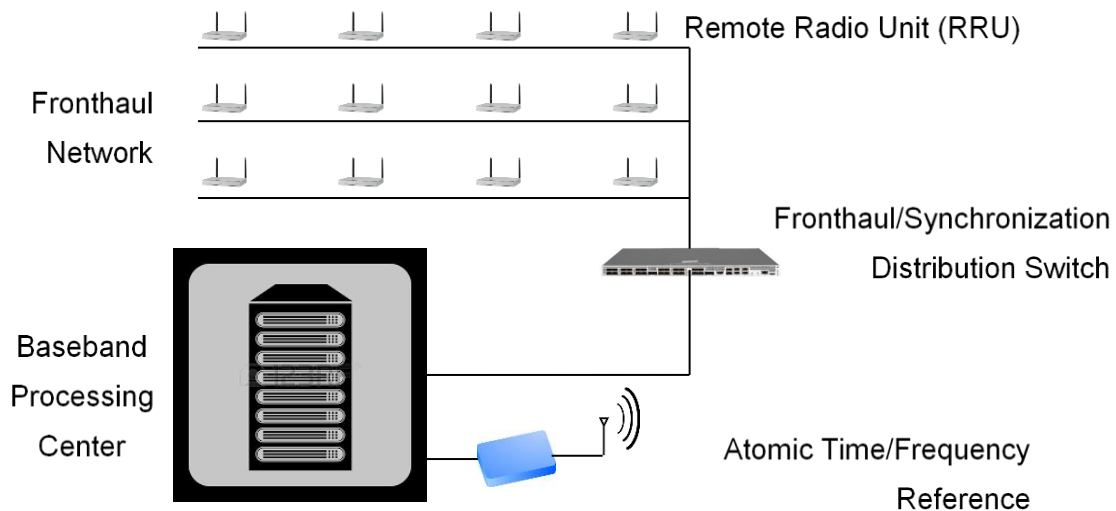 Remote Radio Unit (RRU)
Fronthaul
Network
Fronthaul/Synchronization
Distribution Switch
Baseband
Processing
Center
Atomic Time/Frequency
Reference